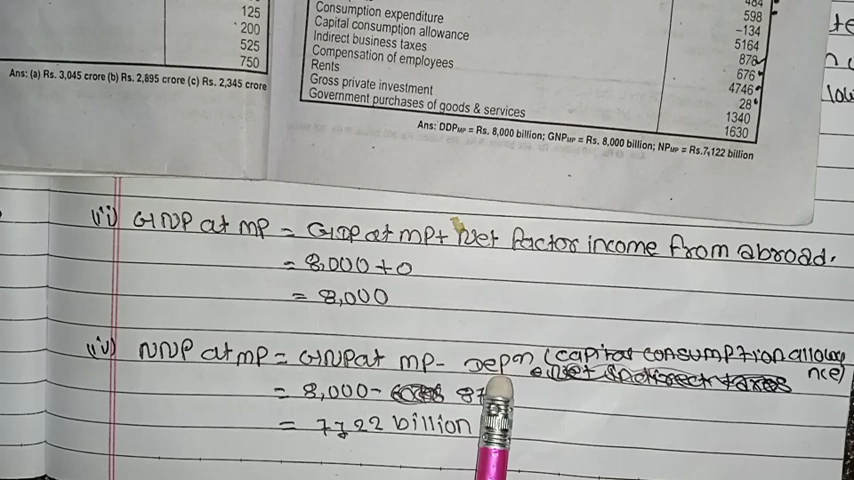 125
200
525
750
Ans: (a) Rs. 3,045 crore (b) Rs. 2,895 crore (c) Rs. 2,345 crore
484
Consumption expenditure 598
Capital consumption allowance -134
Indirect business taxes 5164
Compensation of employees 878
Rents 676
Gross private investment 4746
Government purchases of goods & services 28
1340
1630
Ans: DDPMP = Rs. 8,000 billion; GNPMP = Rs. 8,000 billion; NPMP = Rs.7,122 billion
iii) GNP at MP = GDP at MP + Net factor income from abroad.
= 8,000 + 0
= 8,000
iv) NNP at MP = GNP at MP - Depn (capital consumption allowa
nce)
= 8,000 - 87
= 7722 billion